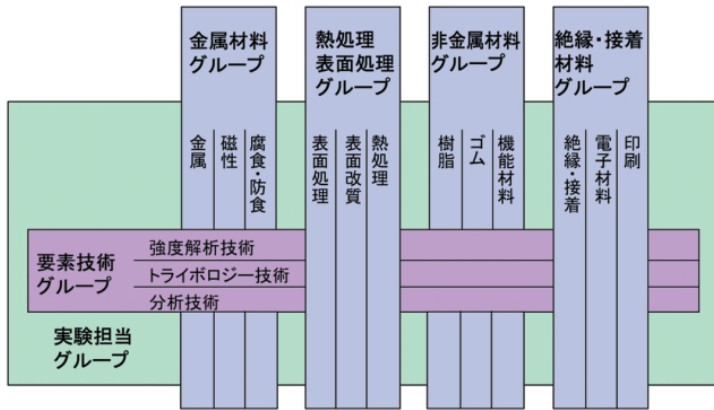 金属材料
グループ
熱処理
表面処理
グループ
非金属材料
グループ
絶縁・接着
材料
グループ
金属
磁性
腐食・防食
表面処理
表面改質
熱処理
樹脂
ゴム
機能材料
絶縁・接着
電子材料
印刷
要素技術
グループ
強度解析技術
トライボロジー技術
分析技術
実験担当
グループ